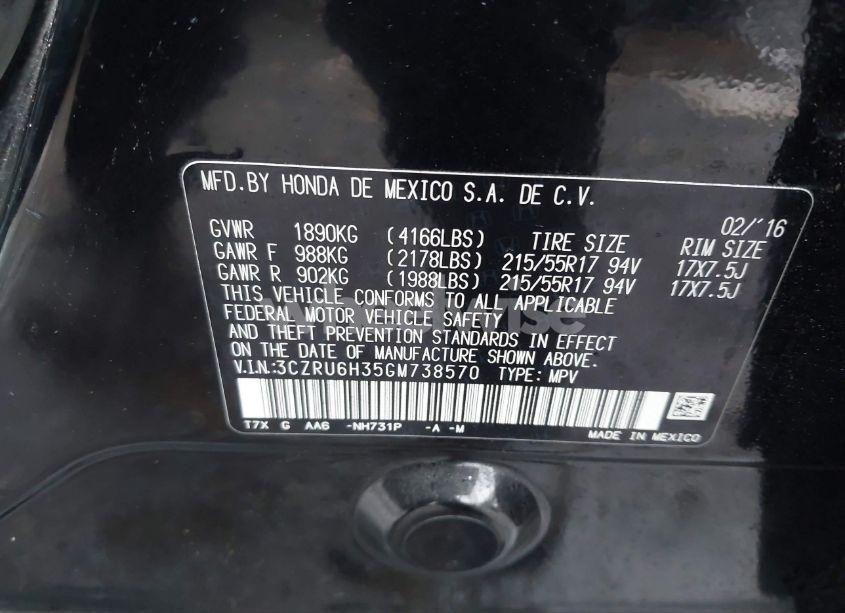 MFD.BY HONDA DE MEXICO S.A. DE C.V.
02/'16
GVWR 1890KG (4166LBS) TIRE SIZE RIM SIZE
GAWR F 988KG (2178LBS) 215/55R17 94V 17X7.5J
GAWR R 902KG (1988LBS) 215/55R17 94V 17X7.5J
THIS VEHICLE CONFORMS TO ALL APPLICABLE
FEDERAL MOTOR VEHICLE SAFETY
AND THEFT PREVENTION STANDARDS IN EFFECT
ON THE DATE OF MANUFACTURE SHOWN ABOVE.
V.I.N.:3CZRU6H35GM738570 TYPE: MPV
T7X G AA6 -NH731P -A -M
MADE IN MEXICO